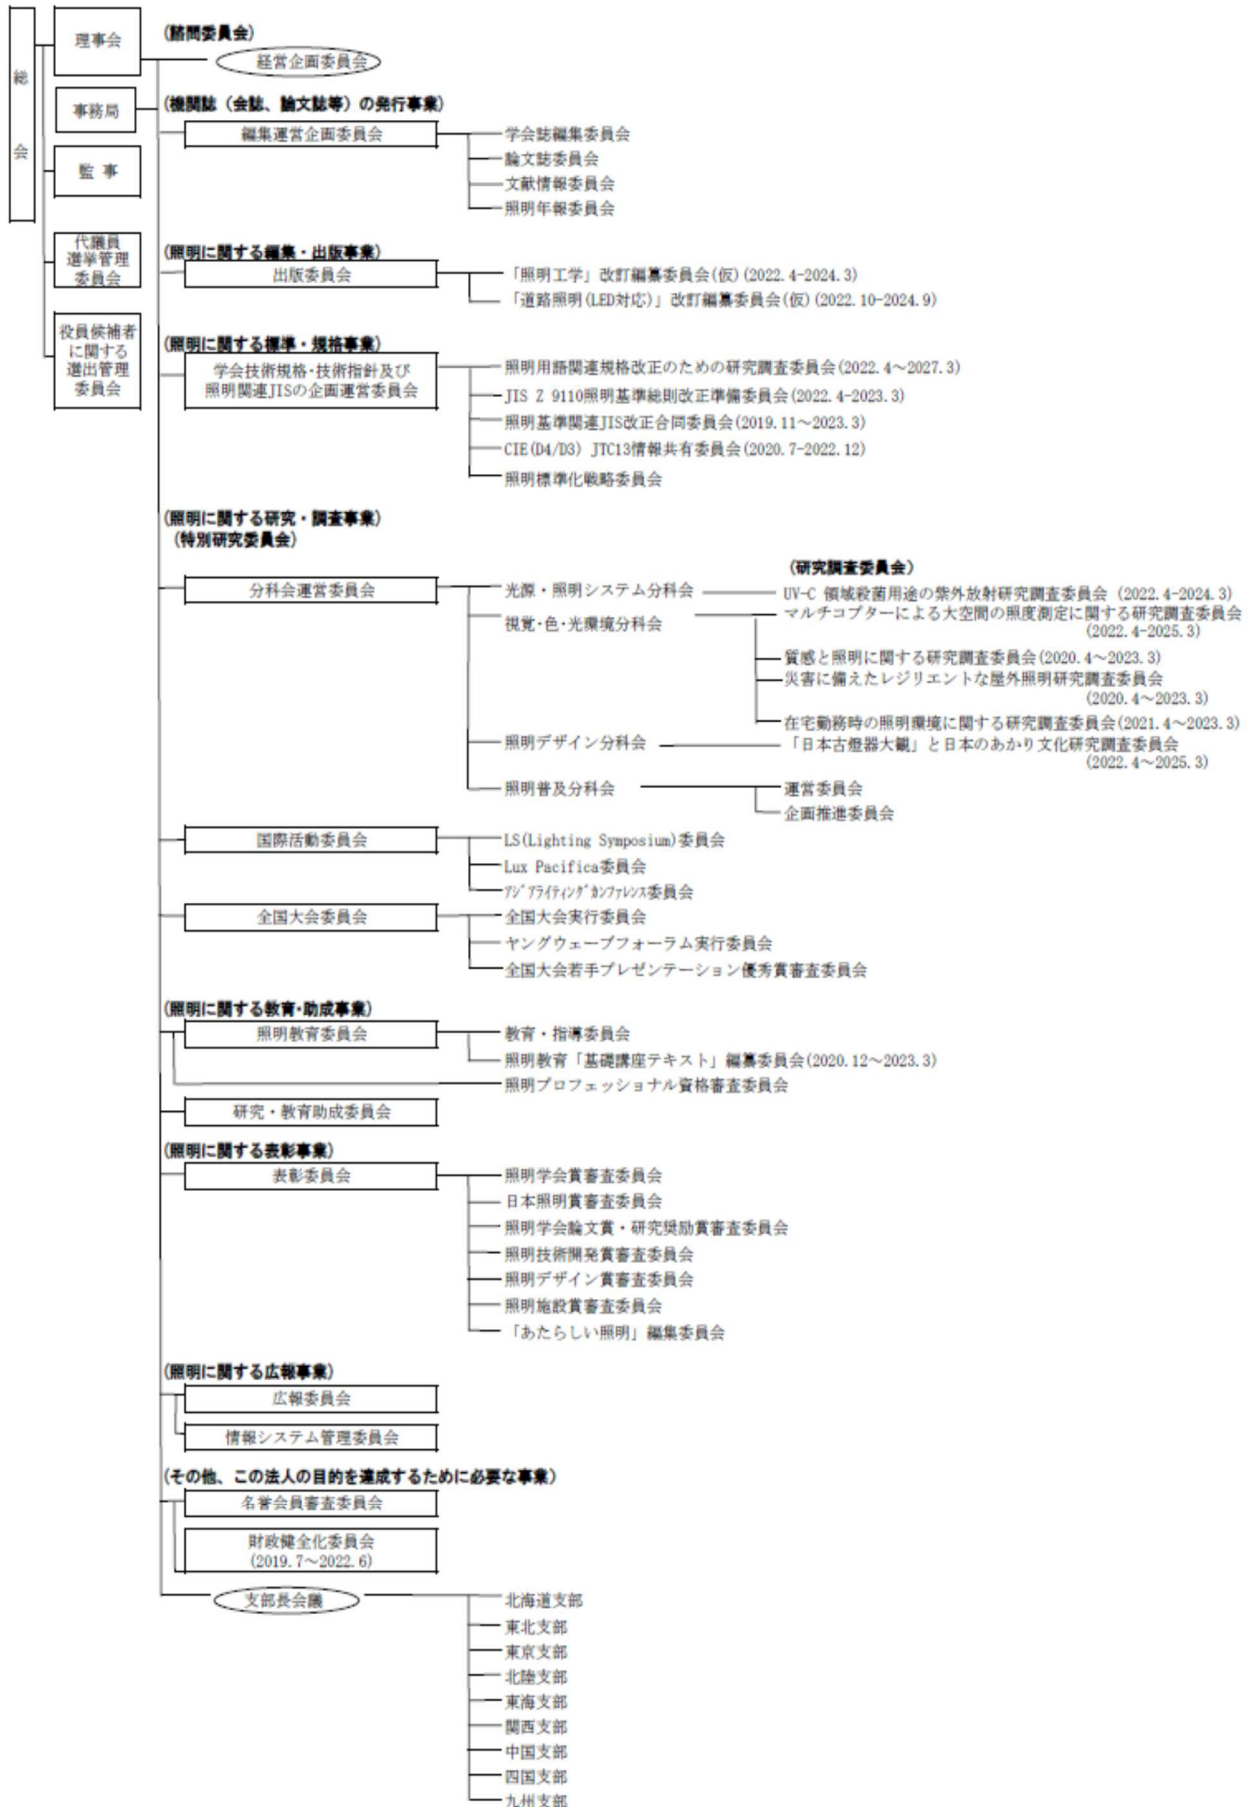 総会
理事会
(諮問委員会)
経営企画委員会
事務局
(機関誌（会誌、論文誌等）の発行事業)
編集運営企画委員会
学会誌編集委員会
論文誌委員会
文献情報委員会
照明年報委員会
監事
代議員
選挙管理
委員会
(照明に関する編集・出版事業)
出版委員会
「照明工学」改訂編纂委員会(仮)(2022.4-2024.3)
「道路照明(LED対応)」改訂編纂委員会(仮)(2022.10-2024.9)
役員候補者
に関する
選出管理
委員会
(照明に関する標準・規格事業)
学会技術規格・技術指針及び
照明関連JISの企画運営委員会
照明用語関連規格改正のための研究調査委員会(2022.4～2027.3)
JIS Z 9110照明基準総則改正準備委員会(2022.4-2023.3)
照明基準関連JIS改正合同委員会(2019.11～2023.3)
CIE(D4/D3) JTC13情報共有委員会(2020.7-2022.12)
照明標準化戦略委員会
(照明に関する研究・調査事業)
(特別研究委員会)
分科会運営委員会
光源・照明システム分科会
(研究調査委員会)
UV-C 領域殺菌用途の紫外放射研究調査委員会 (2022.4-2024.3)
視覚・色・光環境分科会
マルチコプターによる大空間の照度測定に関する研究調査委員会
(2022.4-2025.3)
質感と照明に関する研究調査委員会(2020.4～2023.3)
災害に備えたレジリエントな屋外照明研究調査委員会
(2020.4～2023.3)
在宅勤務時の照明環境に関する研究調査委員会(2021.4～2023.3)
照明デザイン分科会
「日本古燈器大観」と日本のあかり文化研究調査委員会
(2022.4～2025.3)
照明普及分科会
運営委員会
企画推進委員会
国際活動委員会
LS(Lighting Symposium)委員会
Lux Pacifica委員会
ｱｼﾞｱﾗｲﾃｨﾝｸﾞｶﾝﾌｧﾚﾝｽ委員会
全国大会委員会
全国大会実行委員会
ヤングウェーブフォーラム実行委員会
全国大会若手プレゼンテーション優秀賞審査委員会
(照明に関する教育・助成事業)
照明教育委員会
教育・指導委員会
照明教育「基礎講座テキスト」編纂委員会(2020.12～2023.3)
照明プロフェッショナル資格審査委員会
研究・教育助成委員会
(照明に関する表彰事業)
表彰委員会
照明学会賞審査委員会
日本照明賞審査委員会
照明学会論文賞・研究奨励賞審査委員会
照明技術開発賞審査委員会
照明デザイン賞審査委員会
照明施設賞審査委員会
「あたらしい照明」編集委員会
(照明に関する広報事業)
広報委員会
情報システム管理委員会
(その他、この法人の目的を達成するために必要な事業)
名誉会員審査委員会
財政健全化委員会
(2019.7～2022.6)
支部長会議
北海道支部
東北支部
東京支部
北陸支部
東海支部
関西支部
中国支部
四国支部
九州支部